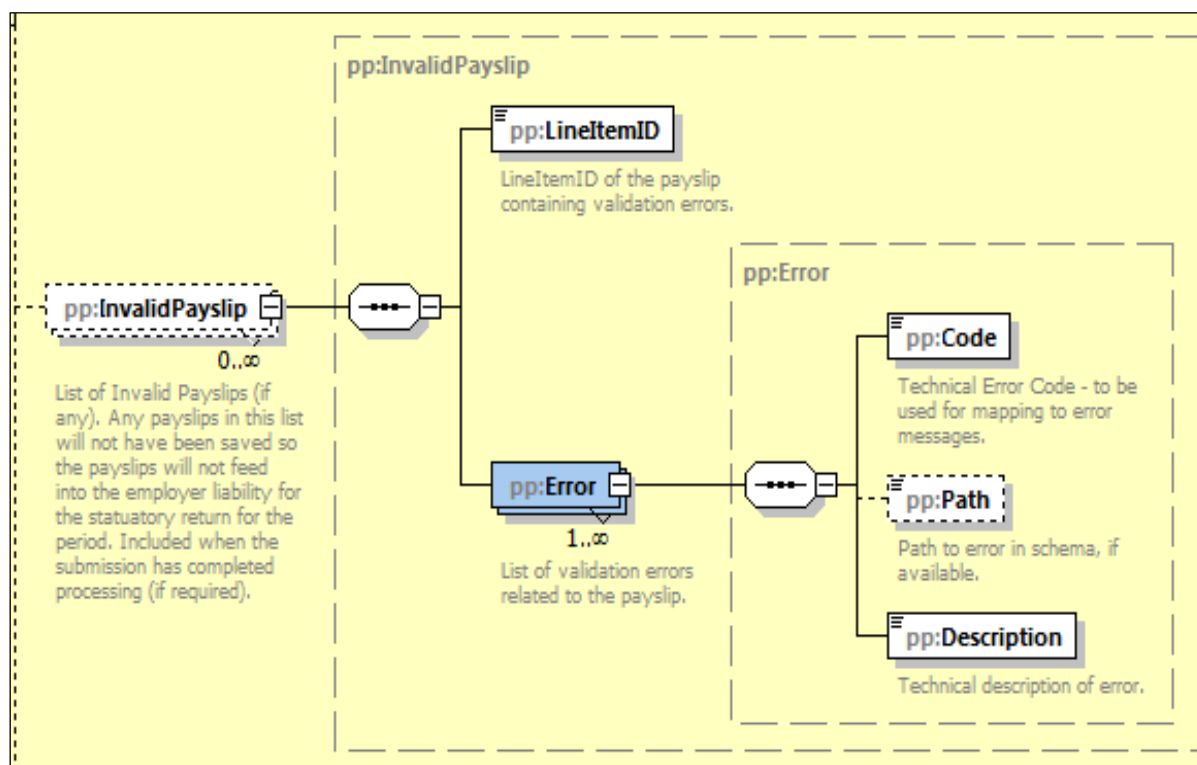 pp:InvalidPayslip
pp:LineItemID
LineItemID of the payslip
containing validation errors.
pp:InvalidPayslip
0..∞
List of Invalid Payslips (if
any). Any payslips in this list
will not have been saved so
the payslips will not feed
into the employer liability for
the statuatory return for the
period. Included when the
submission has completed
processing (if required).
pp:Error
1..∞
List of validation errors
related to the payslip.
pp:Error
pp:Code
Technical Error Code - to be
used for mapping to error
messages.
pp:Path
Path to error in schema, if
available.
pp:Description
Technical description of error.